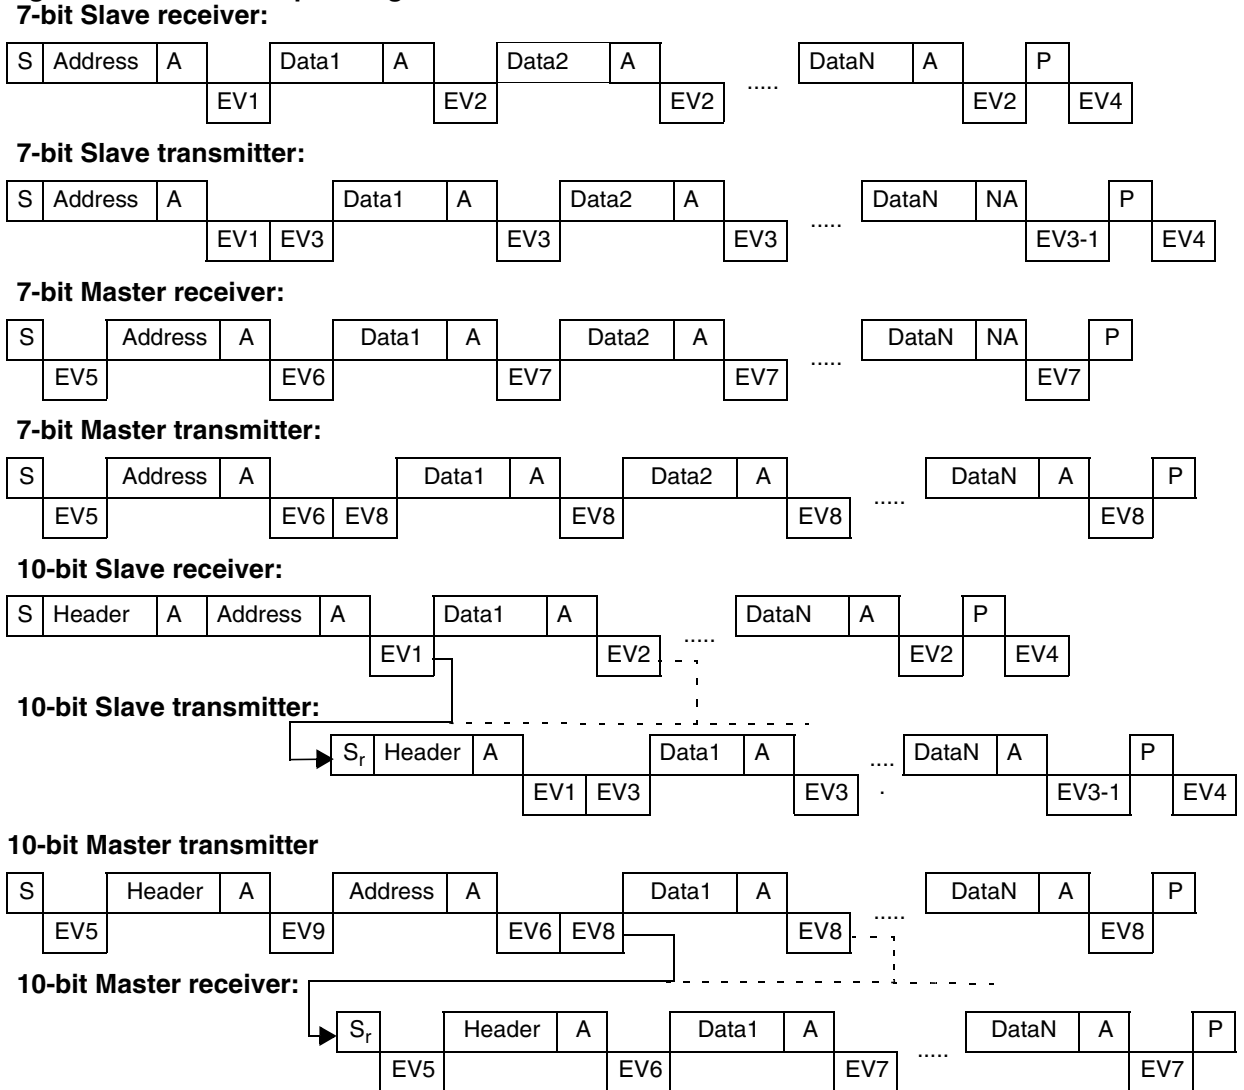 7-bit Slave receiver:
S Address A Data1 A Data2 A ..... DataN A P
EV1 EV2 EV2 EV2 EV4
7-bit Slave transmitter:
S Address A Data1 A Data2 A ..... DataN NA P
EV1 EV3 EV3 EV3 EV3-1 EV4
7-bit Master receiver:
S Address A Data1 A Data2 A ..... DataN NA P
EV5 EV6 EV7 EV7 EV7
7-bit Master transmitter:
S Address A Data1 A Data2 A ..... DataN A P
EV5 EV6 EV8 EV8 EV8 EV8
10-bit Slave receiver:
S Header A Address A Data1 A ..... DataN A P
EV1 EV2 EV2 EV4
10-bit Slave transmitter:
Sr Header A Data1 A .... DataN A P
EV1 EV3 EV3 . EV3-1 EV4
10-bit Master transmitter
S Header A Address A Data1 A ..... DataN A P
EV5 EV9 EV6 EV8 EV8 EV8
10-bit Master receiver:
Sr Header A Data1 A ..... DataN A P
EV5 EV6 EV7 EV7